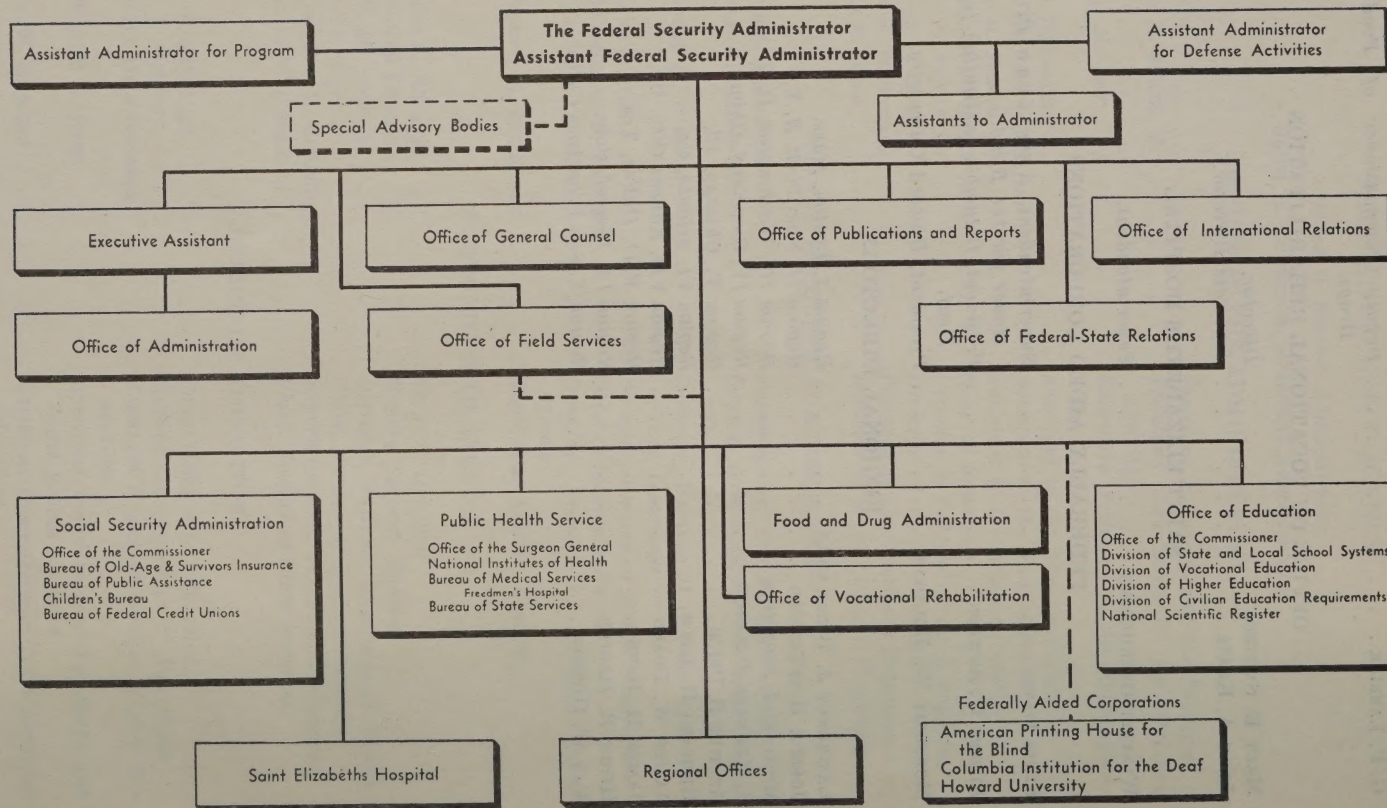 The Federal Security Administrator
Assistant Federal Security Administrator
Assistant Administrator for Program
Assistant Administrator
for Defense Activities
Special Advisory Bodies
Assistants to Administrator
Executive Assistant
Office of General Counsel
Office of Publications and Reports
Office of International Relations
Office of Administration
Office of Field Services
Office of Federal-State Relations
Social Security Administration
Office of the Commissioner
Bureau of Old-Age & Survivors Insurance
Bureau of Public Assistance
Children's Bureau
Bureau of Federal Credit Unions
Public Health Service
Office of the Surgeon General
National Institutes of Health
Bureau of Medical Services
Freedmen's Hospital
Bureau of State Services
Food and Drug Administration
Office of Vocational Rehabilitation
Office of Education
Office of the Commissioner
Division of State and Local School Systems
Division of Vocational Education
Division of Higher Education
Division of Civilian Education Requirements
National Scientific Register
Saint Elizabeths Hospital
Regional Offices
Federally Aided Corporations
American Printing House for
the Blind
Columbia Institution for the Deaf
Howard University